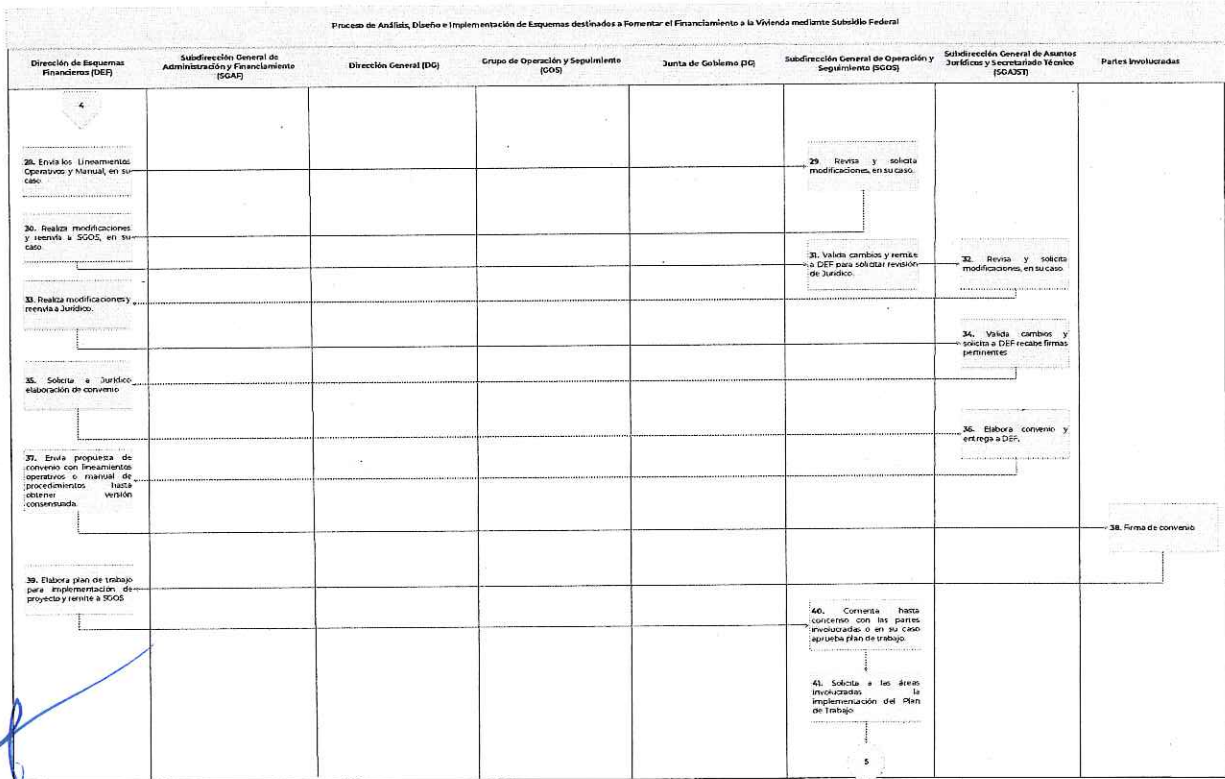 Proceso de Análisis, Diseño e Implementación de Esquemas destinados a Fomentar el Financiamiento a la Vivienda mediante Subsidio Federal
Dirección de Esquemas
Financieros (DEF)
Subdirección General de
Administración y Financiamiento
(SGAF)
Dirección General (DG)
Grupo de Operación y Seguimiento
(GOS)
Junta de Gobierno (JG)
Subdirección General de Operación y
Seguimiento (SGOS)
Subdirección General de Asuntos
Jurídicos y Secretariado Técnico
(SGAJST)
Partes Involucradas
4
28. Envía los Lineamientos
Operativos y Manual, en su
caso
29. Revisa y solicita
modificaciones, en su caso.
30. Realiza modificaciones
y reenvía a SGOS, en su
caso
31. Valida cambios y remite
a DEF para solicitar revisión
de Jurídico.
32. Revisa y solicita
modificaciones, en su caso
33. Realiza modificaciones y
reenvía a Jurídico.
34. Valida cambios y
solicita a DEF recabe firmas
pertinentes
35. Solicita a Jurídico
elaboración de convenio
36. Elabora convenio y
entrega a DEF.
37. Envía propuesta de
convenio con lineamientos
operativos o manual de
procedimientos hasta
obtener versión
consensuada.
38. Firma de convenio
39. Elabora plan de trabajo
para implementación de
proyecto y remite a SGOS
40. Comenta hasta
concenso con las partes
involucradas o en su caso
aprueba plan de trabajo.
41. Solicita a las áreas
involucradas la
implementación del Plan
de Trabajo
5